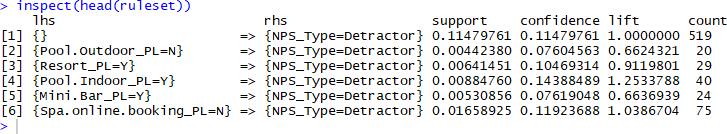 > inspect(head(ruleset))
    lhs                         rhs                  support    confidence lift      count
[1] {}                       => {NPS_Type=Detractor} 0.11479761 0.11479761 1.0000000 519
[2] {Pool.Outdoor_PL=N}      => {NPS_Type=Detractor} 0.00442380 0.07604563 0.6624321  20
[3] {Resort_PL=Y}            => {NPS_Type=Detractor} 0.00641451 0.10469314 0.9119801  29
[4] {Pool.Indoor_PL=Y}       => {NPS_Type=Detractor} 0.00884760 0.14388489 1.2533788  40
[5] {Mini.Bar_PL=Y}          => {NPS_Type=Detractor} 0.00530856 0.07619048 0.6636939  24
[6] {Spa.online.booking_PL=N} => {NPS_Type=Detractor} 0.01658925 0.11923688 1.0386704  75
>